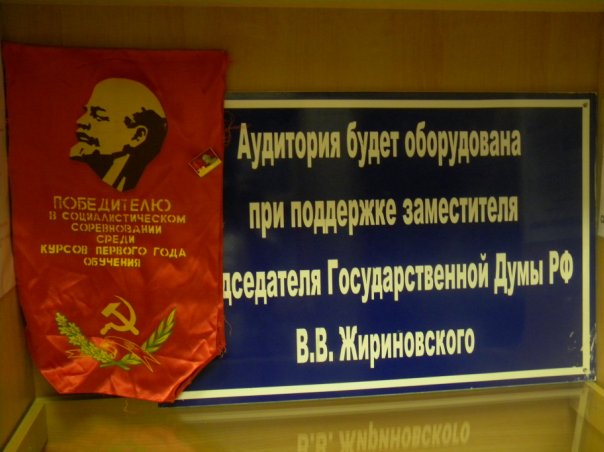 ПОБЕДИТЕЛЮ
В СОЦИАЛИСТИЧЕСКОМ
СОРЕВНОВАНИИ
СРЕДИ
КУРСОВ ПЕРВОГО ГОДА
ОБУЧЕНИЯ
Аудитория будет оборудована
при поддержке заместителя
дседателя Государственной Думы РФ
В.В. Жириновского